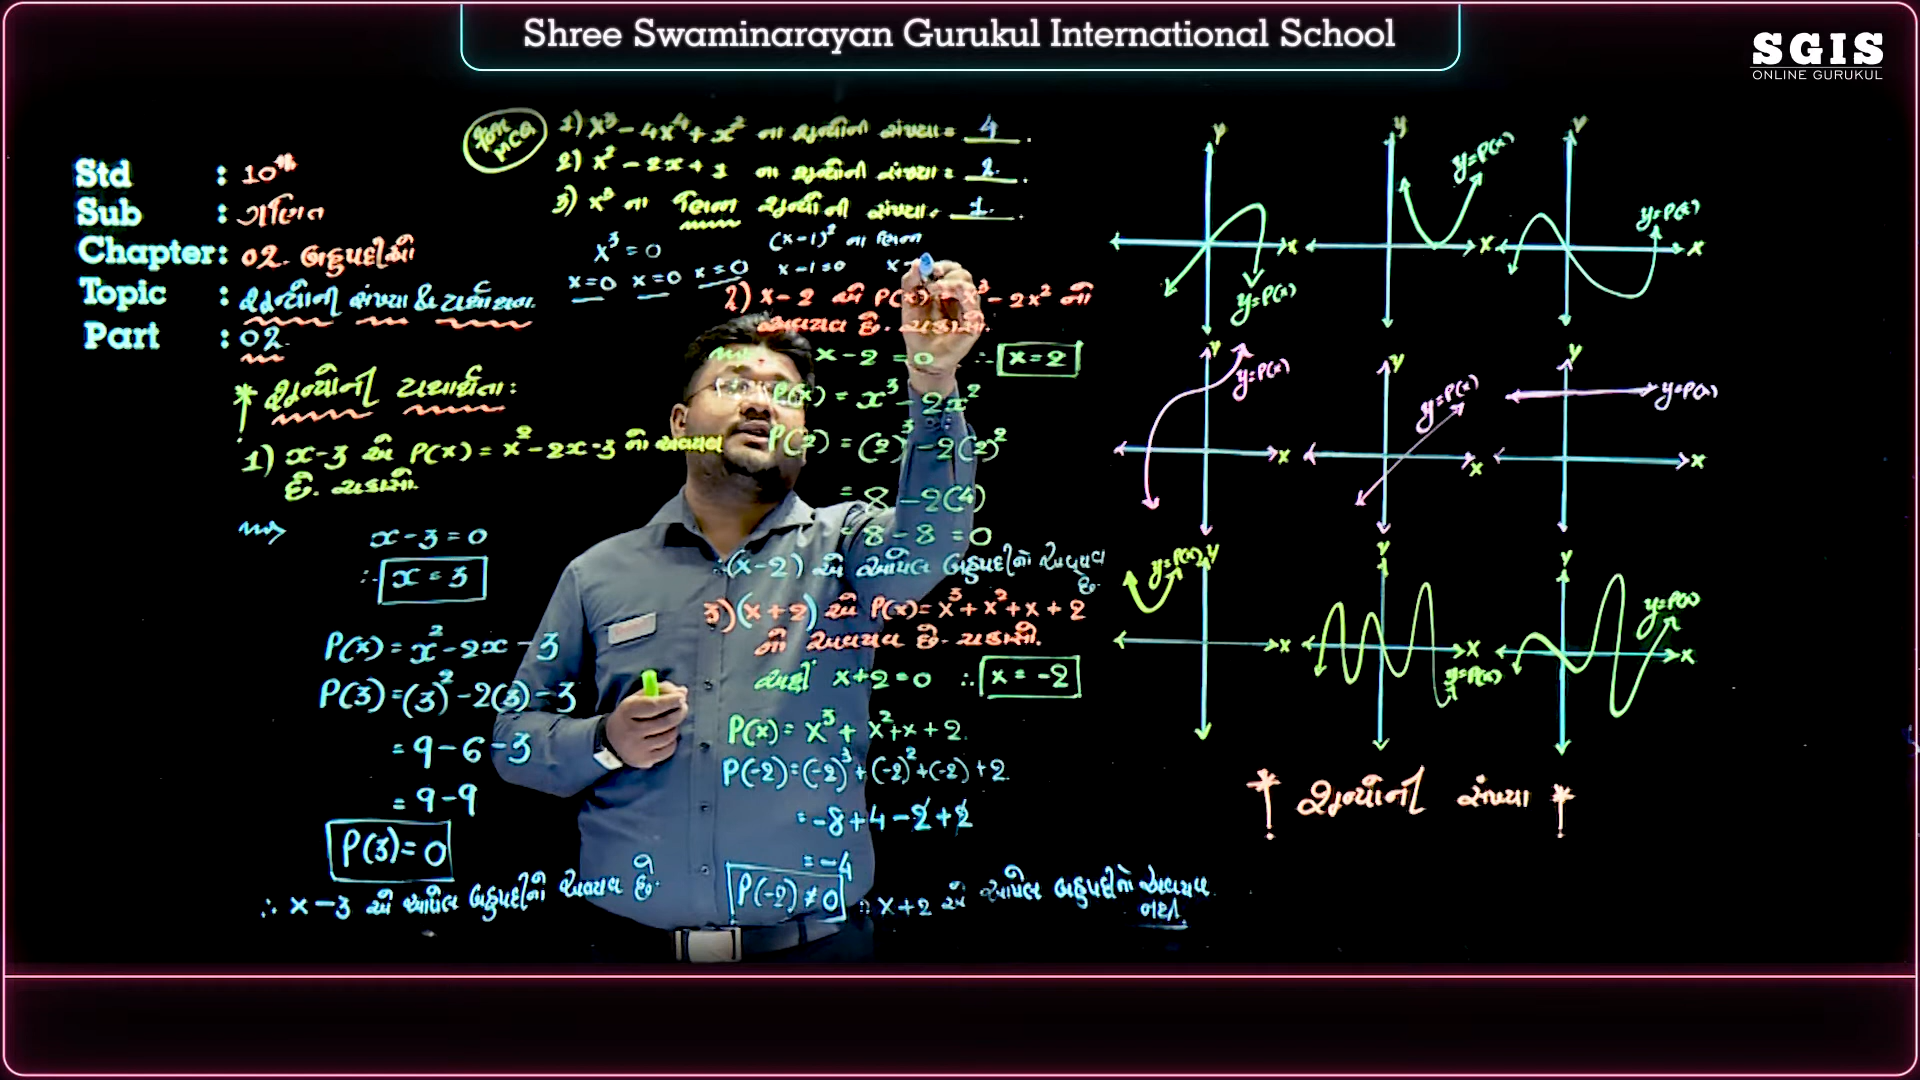 Shree Swaminarayan Gurukul International School
SGIS
ONLINE GURUKUL
Std : 10th
Sub : ગણિત
Chapter: 02. બહુપદીઓ
Topic : શૂન્યોની સંખ્યા & યથાર્થતા.
Part : 02.
MCQ
1) x³ - 4x⁴ + x² ના શૂન્યોની સંખ્યા = 4.
2) x² - 2x + 1 ના શૂન્યોની સંખ્યા = 2.
3) x³ ના ભિન્ન શૂન્યોની સંખ્યા = 1.
x³ = 0
x=0 x=0 x=0
(x-1)² ના ભિન્ન
x-1=0 x-
* શૂન્યોની યથાર્થતા:
1) x-3 એ P(x) = x² - 2x - 3 નો અવયવ
છે. ચકાસો.
x - 3 = 0
∴ x = 3
P(x) = x² - 2x - 3
P(3) = (3)² - 2(3) - 3
= 9 - 6 - 3
= 9 - 9
P(3) = 0
∴ x - 3 એ આપેલ બહુપદીનો અવયવ છે.
2) x - 2 એ P(x) = x³ - 2x² નો
અવયવ છે. ચકાસો.
x - 2 = 0 ∴ x = 2
P(x) = x³ - 2x²
P(2) = (2)³ - 2(2)²
= 8 - 2(4)
= 8 - 8 = 0
∴ (x-2) એ આપેલ બહુપદીનો અવયવ છે.
3) (x+2) એ P(x) = x³ + x² + x + 2
નો અવયવ છે. ચકાસો.
અહીં x+2=0 ∴ x = -2
P(x) = x³ + x² + x + 2.
P(-2) = (-2)³ + (-2)² + (-2) + 2.
= -8 + 4 - 2 + 2
= -4
P(-2) ≠ 0 ∴ x+2 એ આપેલ બહુપદીનો અવયવ
નથી.
y y y
y=P(x) y=P(x)
x x x
y=P(x)
y y y
y=P(x) y=P(x) y=P(x)
x x x
y=P(x) y y y
y=P(x)
x x x
y=P(x)
* શૂન્યોની સંખ્યા *